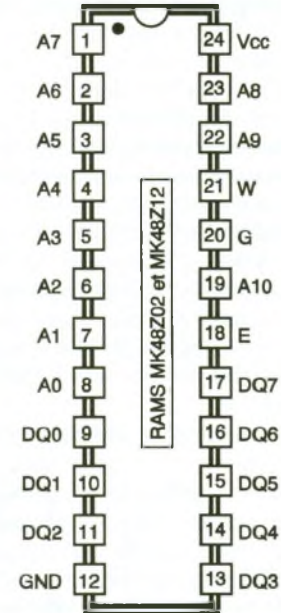 A7 1 24 Vcc
A6 2 23 A8
A5 3 22 A9
A4 4 21 W
A3 5 20 G
A2 6 19 A10
A1 7 18 E
A0 8 17 DQ7
DQ0 9 16 DQ6
DQ1 10 15 DQ5
DQ2 11 14 DQ4
GND 12 13 DQ3
RAMS MK48Z02 et MK48Z12